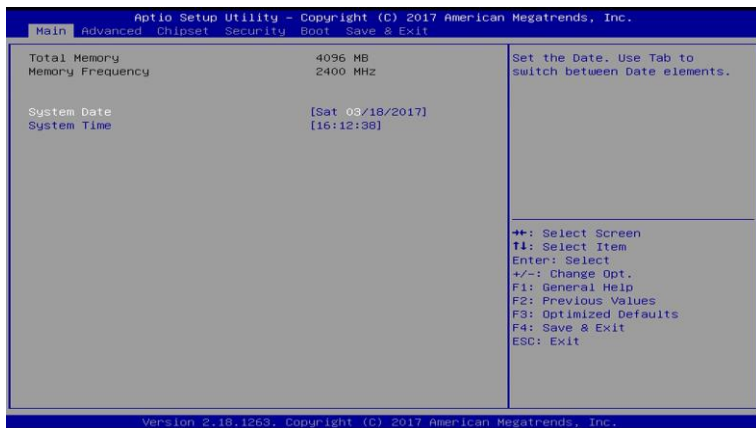 Aptio Setup Utility – Copyright (C) 2017 American Megatrends, Inc.
Main Advanced Chipset Security Boot Save & Exit
Total Memory 4096 MB
Memory Frequency 2400 MHz
System Date [Sat 03/18/2017]
System Time [16:12:38]
Set the Date. Use Tab to
switch between Date elements.
→←: Select Screen
↑↓: Select Item
Enter: Select
+/-: Change Opt.
F1: General Help
F2: Previous Values
F3: Optimized Defaults
F4: Save & Exit
ESC: Exit
Version 2.18.1263. Copyright (C) 2017 American Megatrends, Inc.